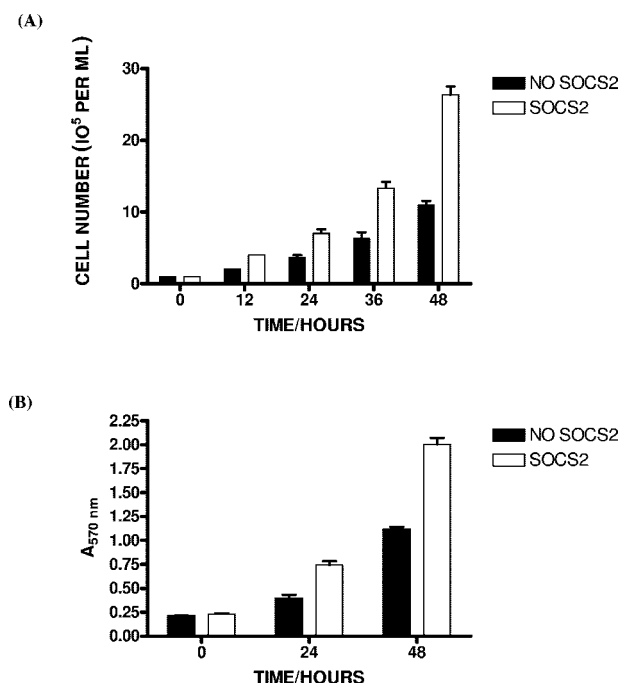 (A)
CELL NUMBER (10⁵ PER ML)
30
20
10
0
0 12 24 36 48
TIME/HOURS
NO SOCS2
SOCS2
(B)
A570 nm
2.25
2.00
1.75
1.50
1.25
1.00
0.75
0.50
0.25
0.00
0 24 48
TIME/HOURS
NO SOCS2
SOCS2